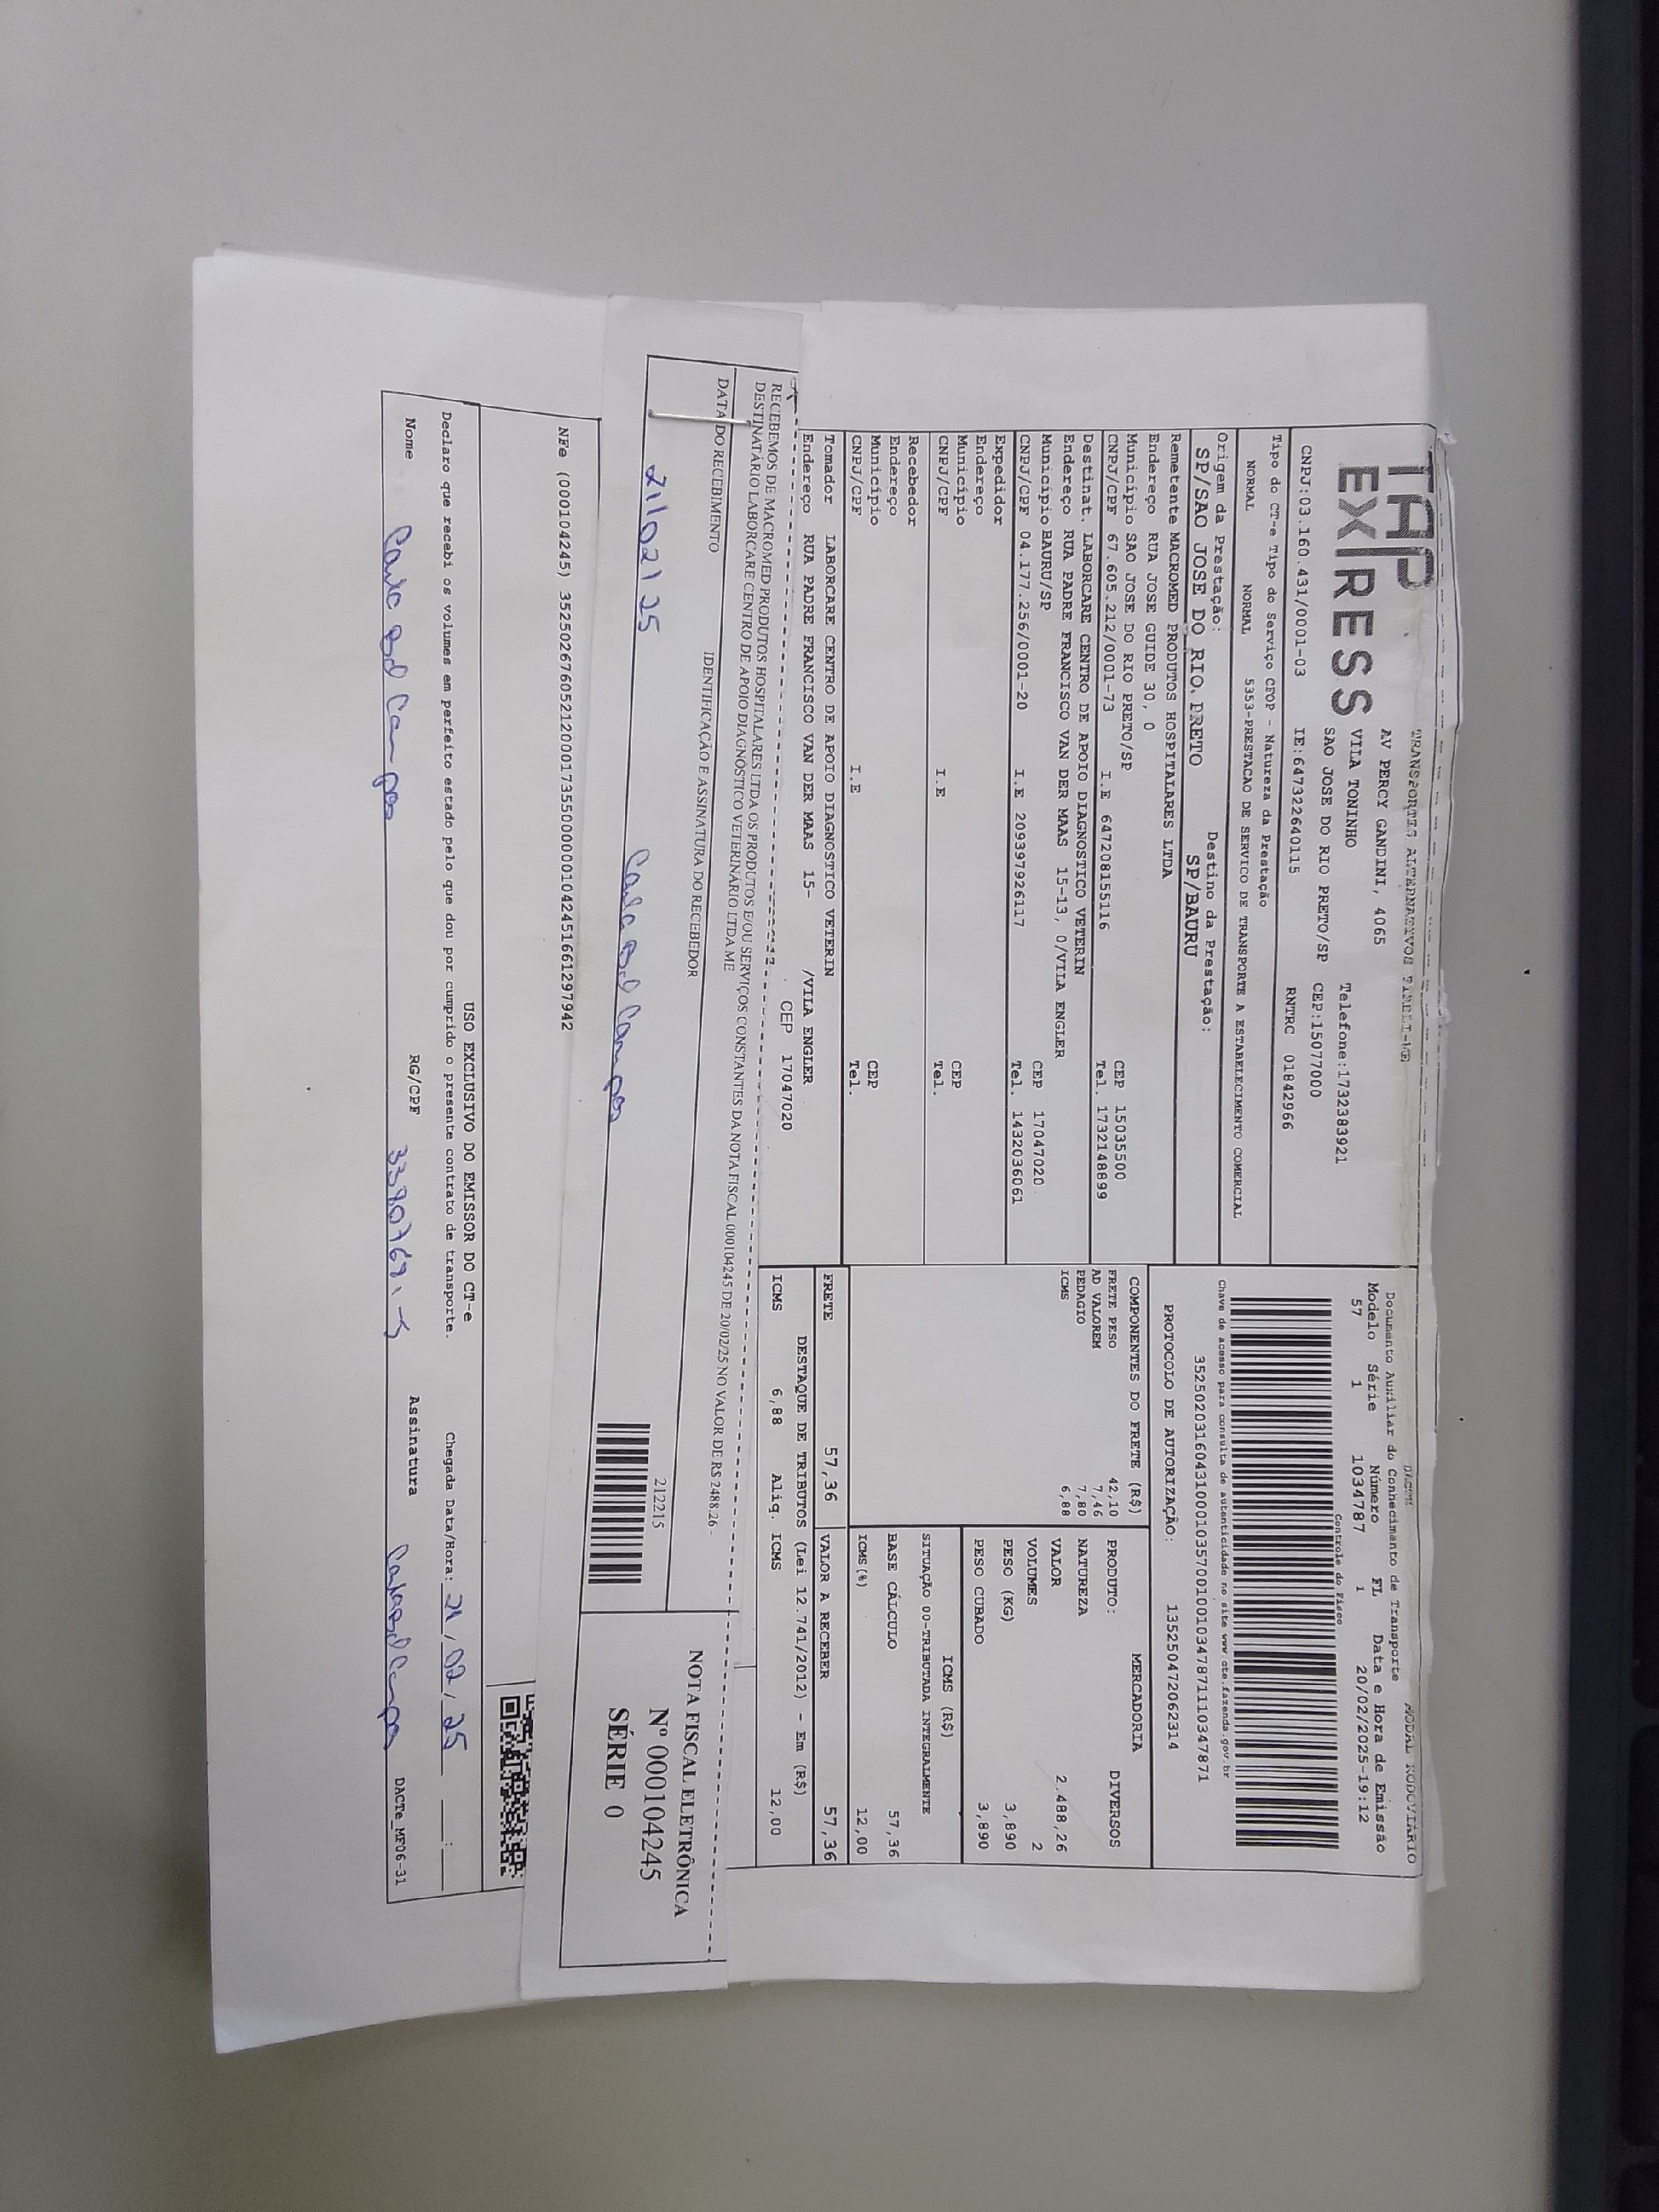 TAP
EXPRESS
TRANSPORTES ALTERNATIVOS EIRELI-ME
AV PERCY GANDINI, 4065
VILA TONINHO
Telefone:1732383921
SAO JOSE DO RIO PRETO/SP
CEP:15077000
CNPJ:03.160.431/0001-03 IE:647322640115 RNTRC 01842966
DACTE MODAL RODOVIÁRIO
Documento Auxiliar do Conhecimento de Transporte
Modelo Série Número FL Data e Hora de Emissão
57 1 1034787 1 20/02/2025-19:12
Controle do Fisco
Chave de acesso para consulta de autenticidade no site www.cte.fazenda.gov.br
35250203160431000103570010010347871110347871
PROTOCOLO DE AUTORIZAÇÃO: 135250472062314
Tipo do CT-e Tipo do Serviço CFOP - Natureza da Prestação
NORMAL NORMAL 5353-PRESTACAO DE SERVICO DE TRANSPORTE A ESTABELECIMENTO COMERCIAL
Origem da Prestação: Destino da Prestação:
SP/SAO JOSE DO RIO PRETO SP/BAURU
Remetente MACROMED PRODUTOS HOSPITALARES LTDA
Endereço RUA JOSE GUIDE 30, 0
Município SAO JOSE DO RIO PRETO/SP CEP 15035500
CNPJ/CPF 67.605.212/0001-73 I.E 647208155116 Tel. 1732148899
Destinat. LABORCARE CENTRO DE APOIO DIAGNOSTICO VETERIN
Endereço RUA PADRE FRANCISCO VAN DER MAAS 15-13, 0/VILA ENGLER
Município BAURU/SP CEP 17047020
CNPJ/CPF 04.177.256/0001-20 I.E 209397926117 Tel. 1432036061
Expedidor
Endereço
Município CEP
CNPJ/CPF I.E Tel.
Recebedor
Endereço
Município CEP
CNPJ/CPF I.E Tel.
Tomador LABORCARE CENTRO DE APOIO DIAGNOSTICO VETERIN
Endereço RUA PADRE FRANCISCO VAN DER MAAS 15- /VILA ENGLER
CEP 17047020
COMPONENTES DO FRETE (R$)
FRETE PESO 42,10
AD VALOREM 7,46
PEDAGIO 7,80
ICMS 6,88
MERCADORIA
PRODUTO: DIVERSOS
NATUREZA
VALOR 2.488,26
VOLUMES 2
PESO (KG) 3,890
PESO CUBADO 3,890
ICMS (R$)
SITUAÇÃO 00-TRIBUTADA INTEGRALMENTE
BASE CÁLCULO 57,36
ICMS(%) 12,00
FRETE 57,36 VALOR A RECEBER 57,36
DESTAQUE DE TRIBUTOS (Lei 12.741/2012) - Em (R$)
ICMS 6,88 Aliq. ICMS 12,00
RECEBEMOS DE MACROMED PRODUTOS HOSPITALARES LTDA OS PRODUTOS E/OU SERVIÇOS CONSTANTES DA NOTA FISCAL 000104245 DE 20/02/25 NO VALOR DE R$ 2488.26 -
DESTINATÁRIO LABORCARE CENTRO DE APOIO DIAGNÓSTICO VETERINÁRIO LTDA ME
DATA DO RECEBIMENTO IDENTIFICAÇÃO E ASSINATURA DO RECEBEDOR
21/02/25
212215
NOTA FISCAL ELETRÔNICA
Nº 000104245
SÉRIE 0
NFe (000104245) 35250267605212000173550000001042451661297942
USO EXCLUSIVO DO EMISSOR DO CT-e
Declaro que recebi os volumes em perfeito estado pelo que dou por cumprido o presente contrato de transporte. Chegada Data/Hora: 21/02/25 __:__
Nome RG/CPF Assinatura
DACTe_MF06-31